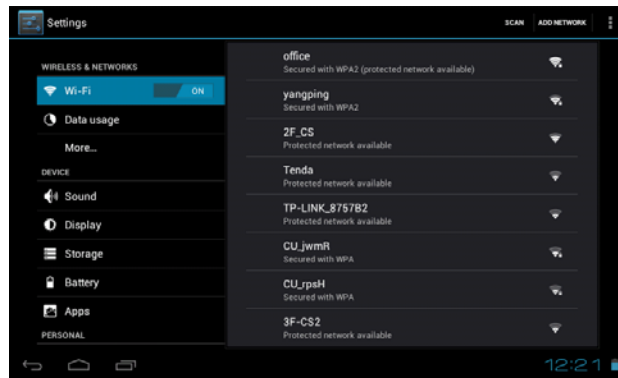 Settings
SCAN
ADD NETWORK
WIRELESS & NETWORKS
Wi-Fi
ON
Data usage
More...
DEVICE
Sound
Display
Storage
Battery
Apps
PERSONAL
office
Secured with WPA2 (protected network available)
yangping
Secured with WPA2
2F_CS
Protected network available
Tenda
Protected network available
TP-LINK_8757B2
Protected network available
CU_jwmR
Secured with WPA
CU_rpsH
Secured with WPA
3F-CS2
Protected network available
12:21